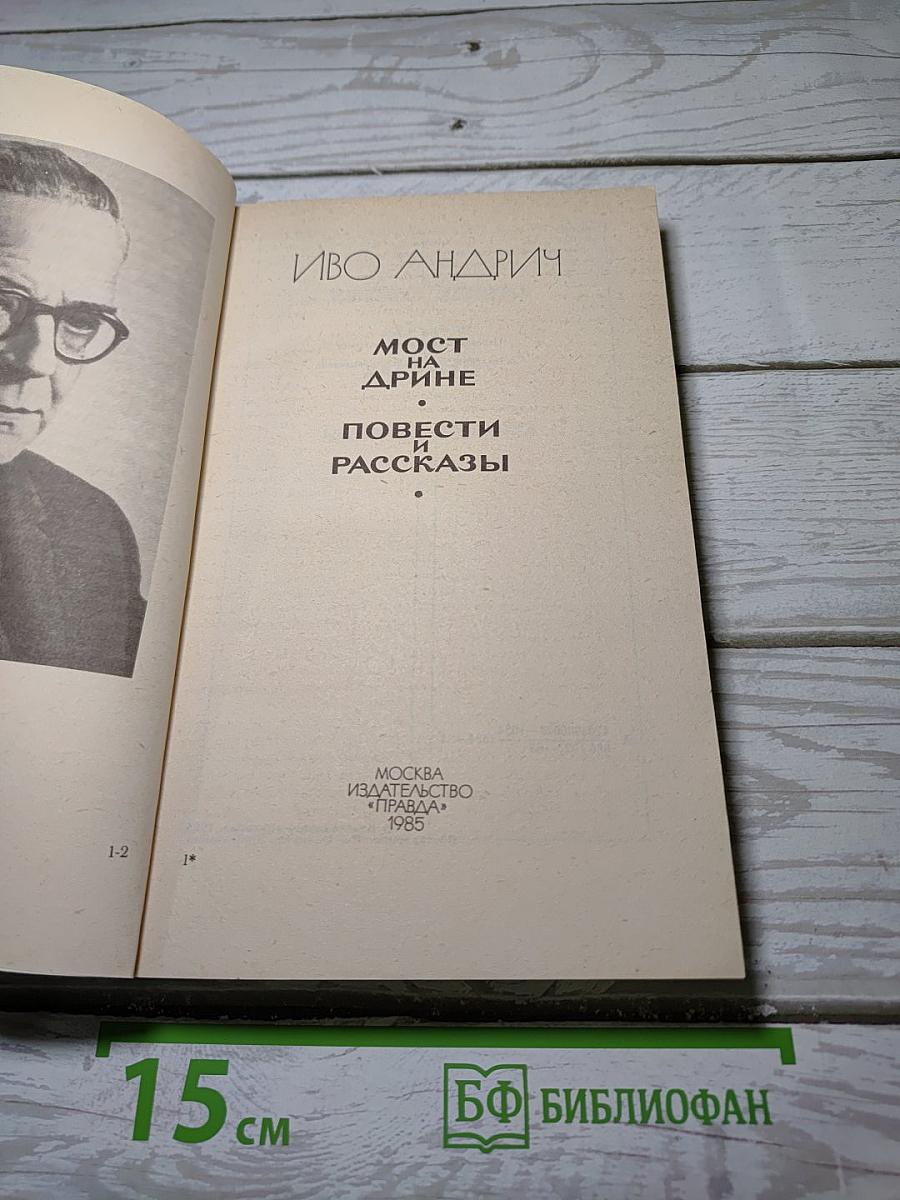 ИВО АНДРИЧ
МОСТ
НА
ДРИНЕ
•
ПОВЕСТИ
И
РАССКАЗЫ
•
МОСКВА
ИЗДАТЕЛЬСТВО
«ПРАВДА»
1985
1-2
1*
15 см
БФ БИБЛИОФАН